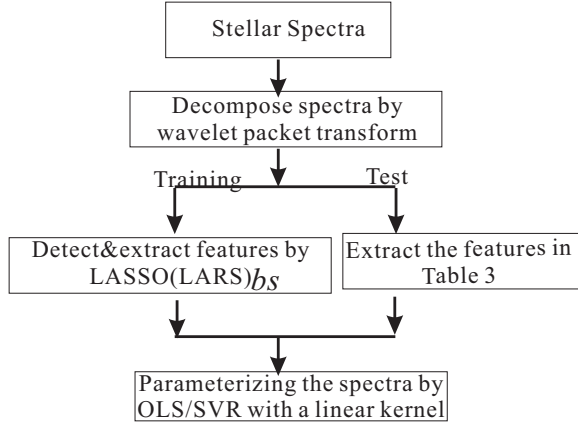 Stellar Spectra
Decompose spectra by
wavelet packet transform
Training
Test
Detect&extract features by
LASSO(LARS)bs
Extract the features in
Table 3
Parameterizing the spectra by
OLS/SVR with a linear kernel